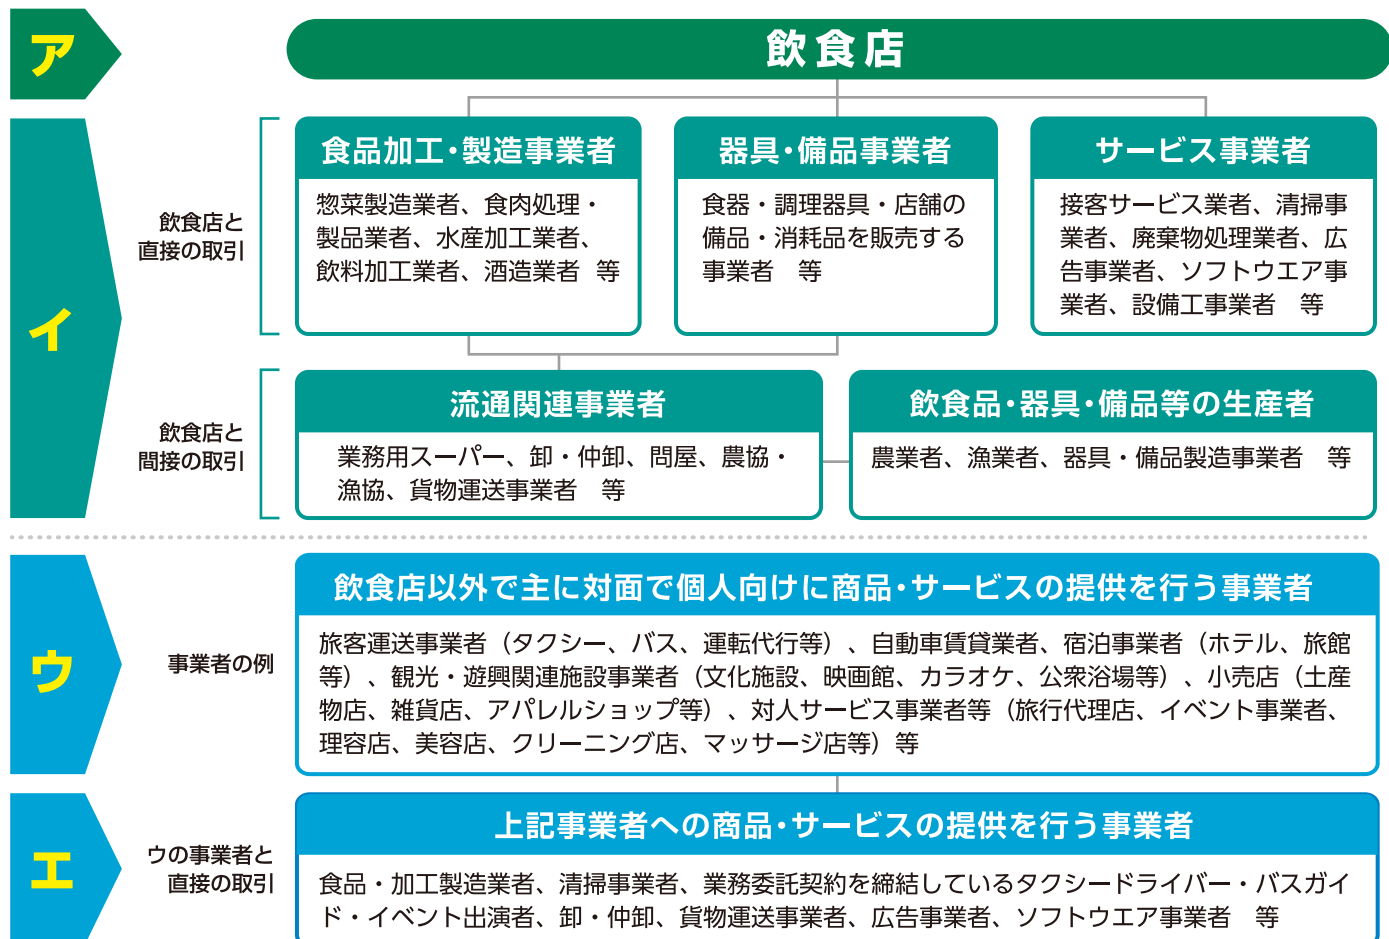 ア
飲食店
イ
飲食店と
直接の取引
食品加工・製造事業者
惣菜製造業者、食肉処理・
製品業者、水産加工業者、
飲料加工業者、酒造業者 等
器具・備品事業者
食器・調理器具・店舗の
備品・消耗品を販売する
事業者　等
サービス事業者
接客サービス業者、清掃事
業者、廃棄物処理業者、広
告事業者、ソフトウエア事
業者、設備工事業者　等
飲食店と
間接の取引
流通関連事業者
業務用スーパー、卸・仲卸、問屋、農協・
漁協、貨物運送事業者　等
飲食品・器具・備品等の生産者
農業者、漁業者、器具・備品製造事業者　等
ウ
事業者の例
飲食店以外で主に対面で個人向けに商品・サービスの提供を行う事業者
旅客運送事業者（タクシー、バス、運転代行等）、自動車賃貸業者、宿泊事業者（ホテル、旅館
等）、観光・遊興関連施設事業者（文化施設、映画館、カラオケ、公衆浴場等）、小売店（土産
物店、雑貨店、アパレルショップ等）、対人サービス事業者等（旅行代理店、イベント事業者、
理容店、美容店、クリーニング店、マッサージ店等）等
エ
ウの事業者と
直接の取引
上記事業者への商品・サービスの提供を行う事業者
食品・加工製造業者、清掃事業者、業務委託契約を締結しているタクシードライバー・バスガイ
ド・イベント出演者、卸・仲卸、貨物運送事業者、広告事業者、ソフトウエア事業者　等